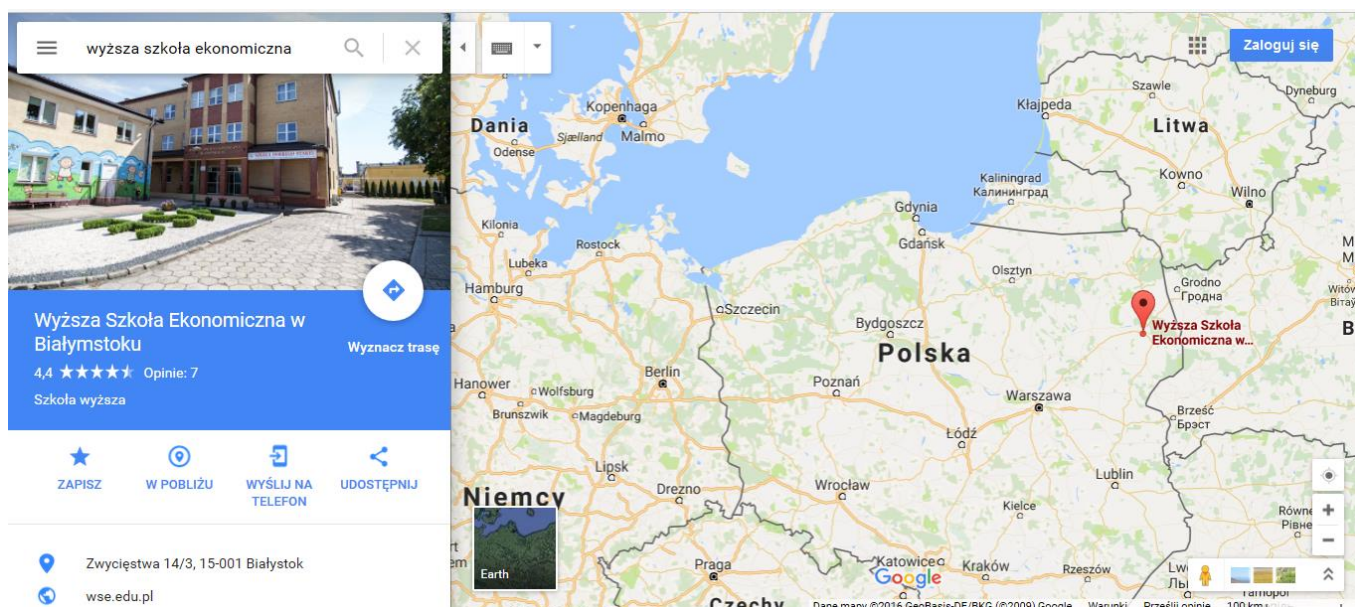 wyższa szkoła ekonomiczna
Wyższa Szkoła Ekonomiczna w
Białymstoku
Wyznacz trasę
4,4 Opinie: 7
Szkoła wyższa
ZAPISZ
W POBLIŻU
WYŚLIJ NA
TELEFON
UDOSTĘPNIJ
Zwycięstwa 14/3, 15-001 Białystok
wse.edu.pl
Zaloguj się
Szawle
Dyneburg
Kopenhaga
Kłajpeda
Dania
Sjælland
Malmo
Litwa
Odense
Kowno
Kaliningrad
Калининград
Wilno
Gdynia
Kilonia
Gdańsk
Rostock
Lubeka
Olsztyn
Grodno
Гродна
Hamburg
Szczecin
Bydgoszcz
Wyższa Szkoła
Ekonomiczna w...
Polska
Berlin
Hanower
Wolfsburg
Poznań
Warszawa
Brunszwik
Magdeburg
Brześć
Брэст
Łódź
Lipsk
Lublin
Niemcy
Drezno
Wrocław
Kielce
Równe
Рівне
Praga
Katowice
Kraków
Rzeszów
Earth
Google
Czechy
Dane mapy ©2016 GeoBasis-DE/BKG (©2009) Google Warunki Prześlij opinię 100 km